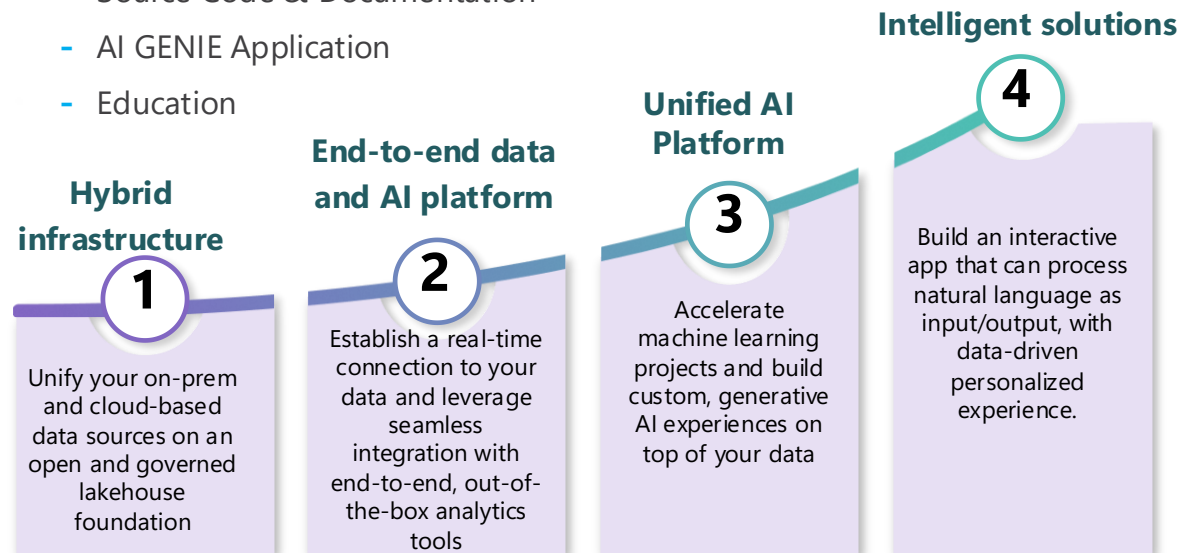 - Source Code & Documentation
- AI GENIE Application
- Education
Hybrid
infrastructure
1
Unify your on-prem
and cloud-based
data sources on an
open and governed
lakehouse
foundation
End-to-end data
and AI platform
2
Establish a real-time
connection to your
data and leverage
seamless
integration with
end-to-end, out-of-
the-box analytics
tools
Unified AI
Platform
3
Accelerate
machine learning
projects and build
custom, generative
AI experiences on
top of your data
Intelligent solutions
4
Build an interactive
app that can process
natural language as
input/output, with
data-driven
personalized
experience.